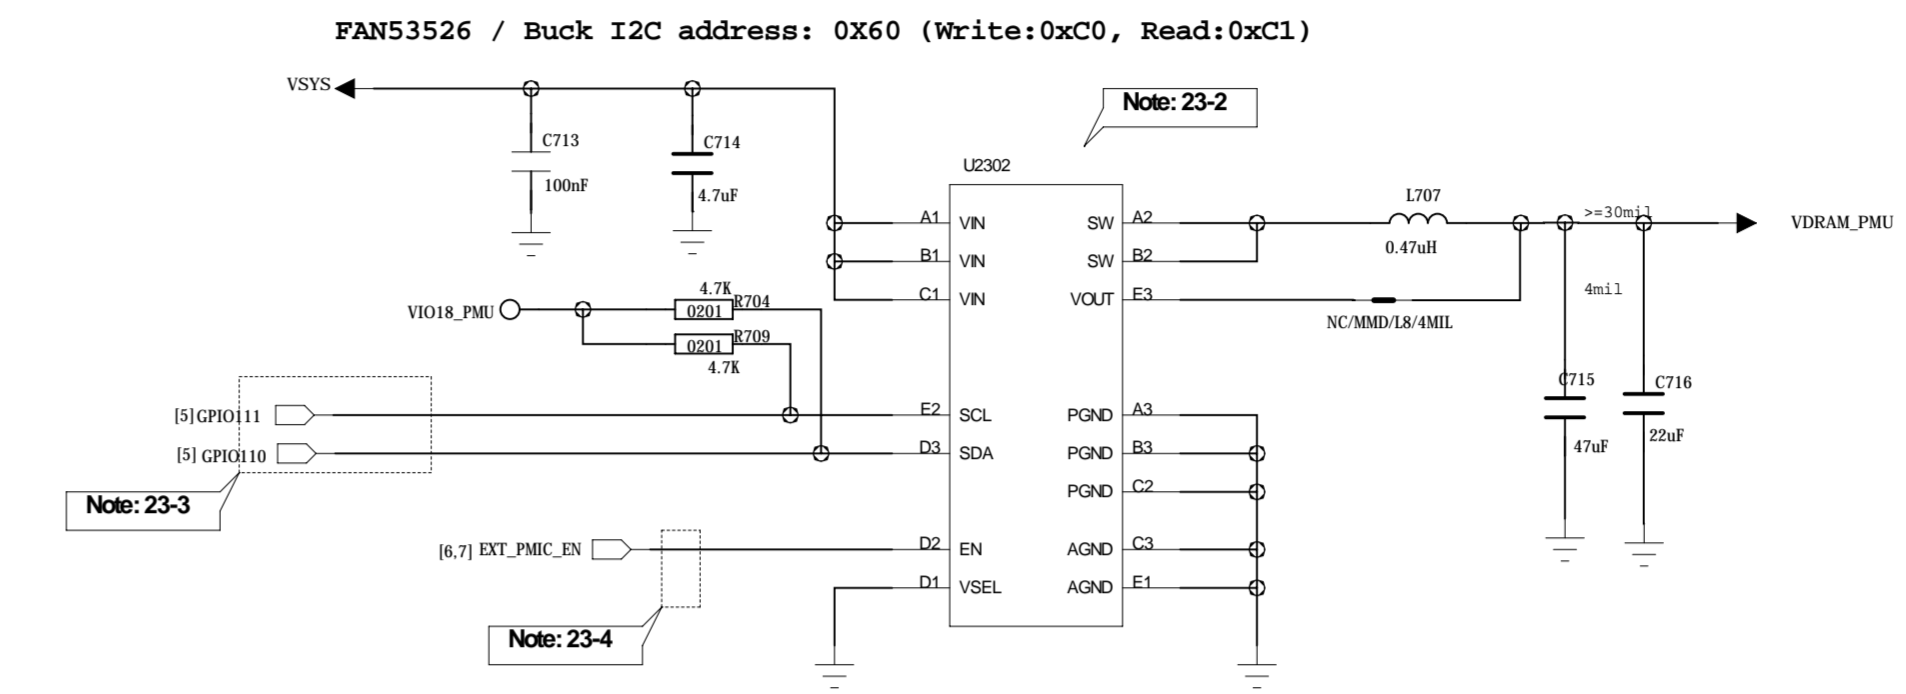 FAN53526 / Buck I2C address: 0X60 (Write:0xC0, Read:0xC1)
VSYS
Note: 23-2
C713
100nF
C714
4.7uF
U2302
A1 VIN
B1 VIN
C1 VIN
SW A2
SW B2
VOUT E3
L707
0.47uH
>=30mil
VDRAM_PMU
4mil
NC/MMD/L8/4MIL
VIO18_PMU
4.7K
0201 R704
0201 R709
4.7K
C715
47uF
C716
22uF
[5]GPIO111
[5] GPIO110
E2 SCL
D3 SDA
PGND A3
PGND B3
PGND C2
Note: 23-3
[6,7] EXT_PMIC_EN
D2 EN
D1 VSEL
AGND C3
AGND E1
Note: 23-4